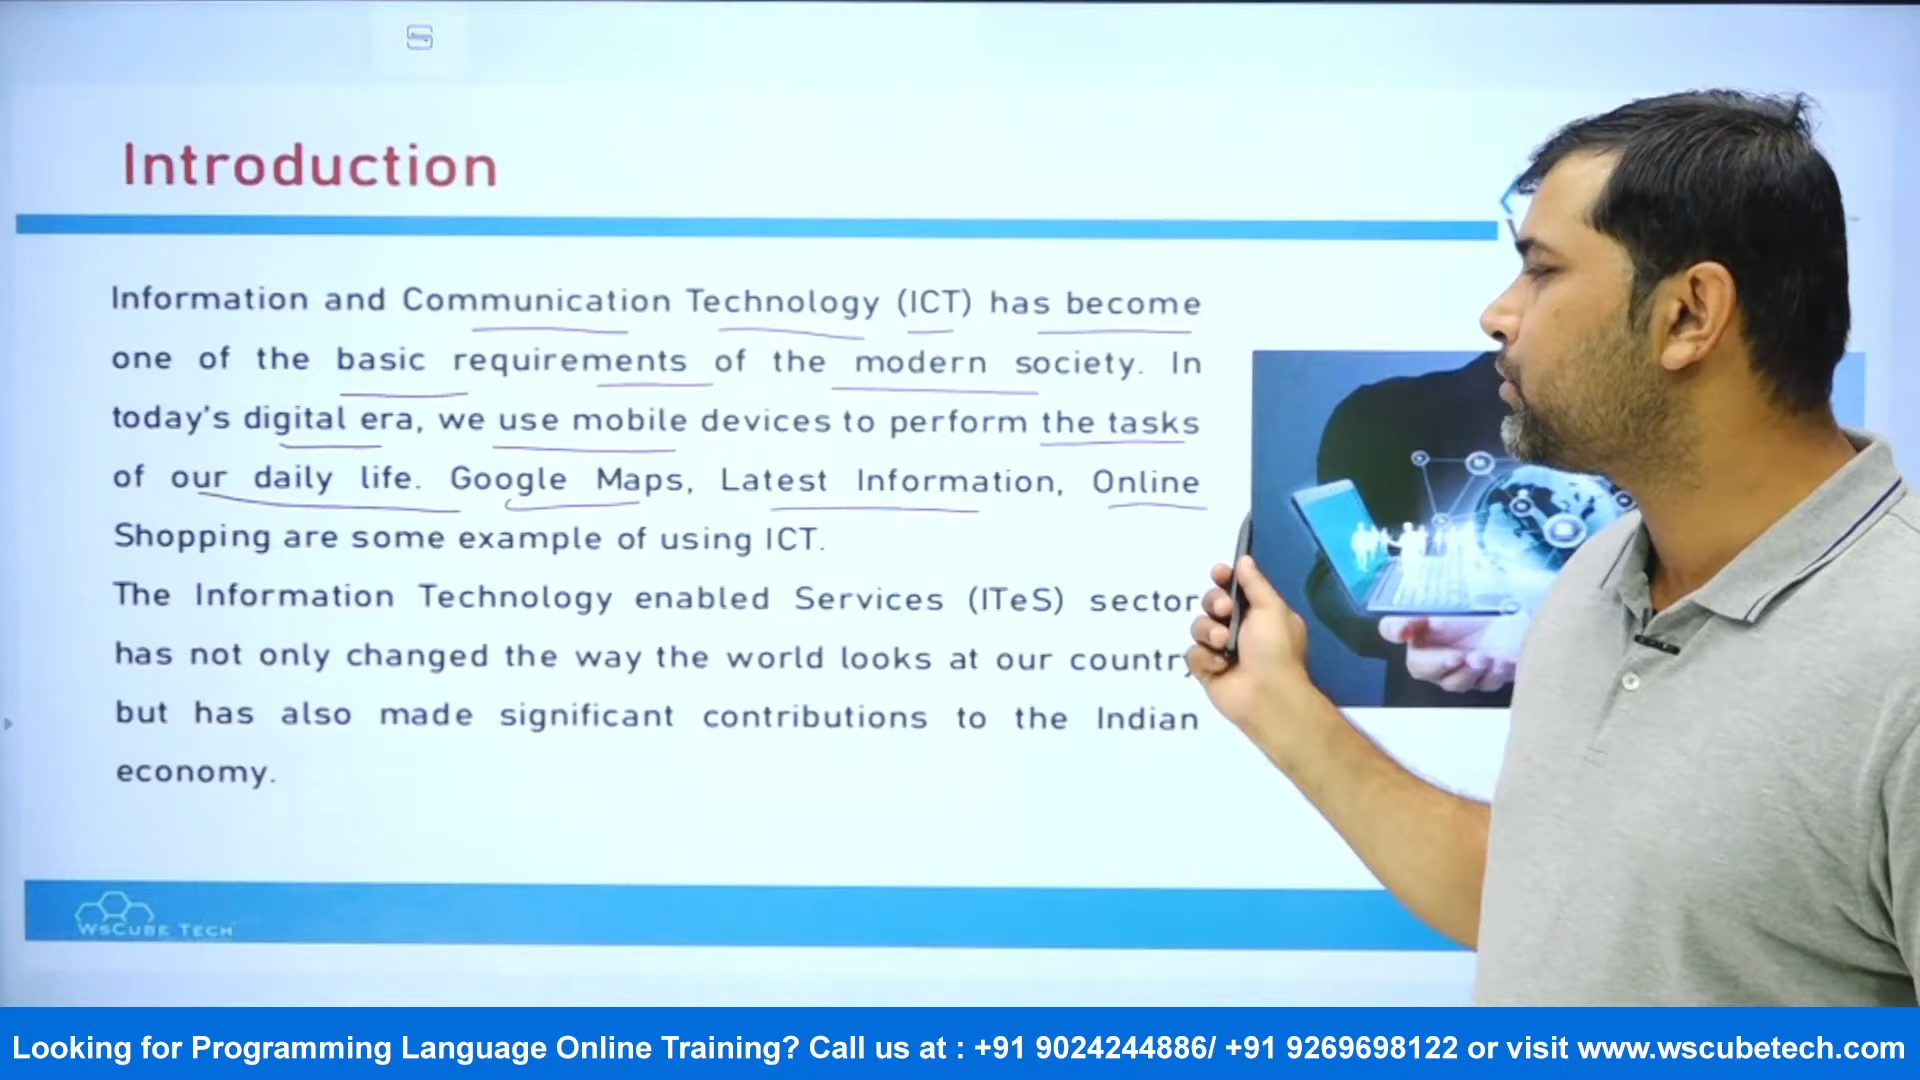 Introduction
Information and Communication Technology (ICT) has become
one of the basic requirements of the modern society. In
today's digital era, we use mobile devices to perform the tasks
of our daily life. Google Maps, Latest Information, Online
Shopping are some example of using ICT.
The Information Technology enabled Services (ITeS) sector
has not only changed the way the world looks at our country
but has also made significant contributions to the Indian
economy.
WSCUBE TECH
Looking for Programming Language Online Training? Call us at : +91 9024244886/ +91 9269698122 or visit www.wscubetech.com